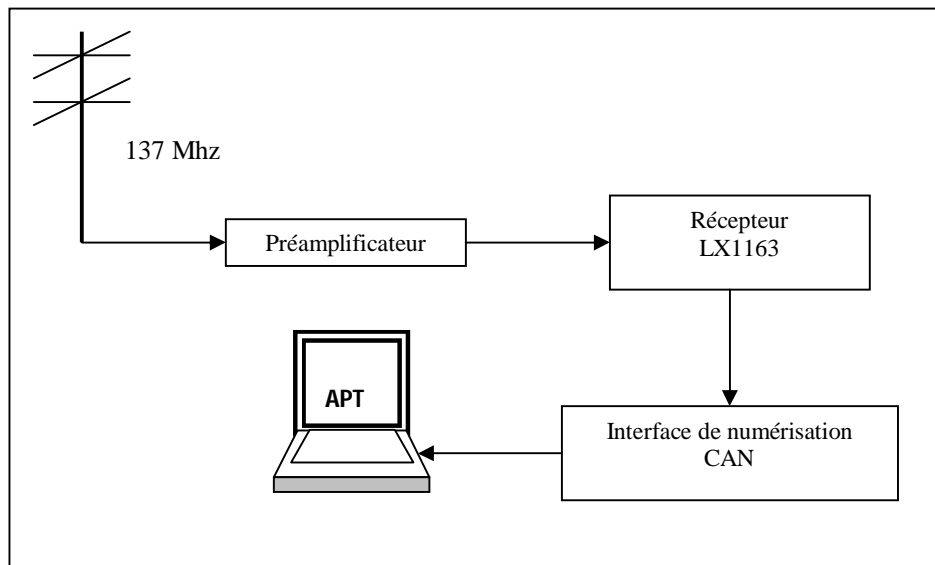 137 Mhz
Préamplificateur
Récepteur
LX1163
APT
Interface de numérisation
CAN